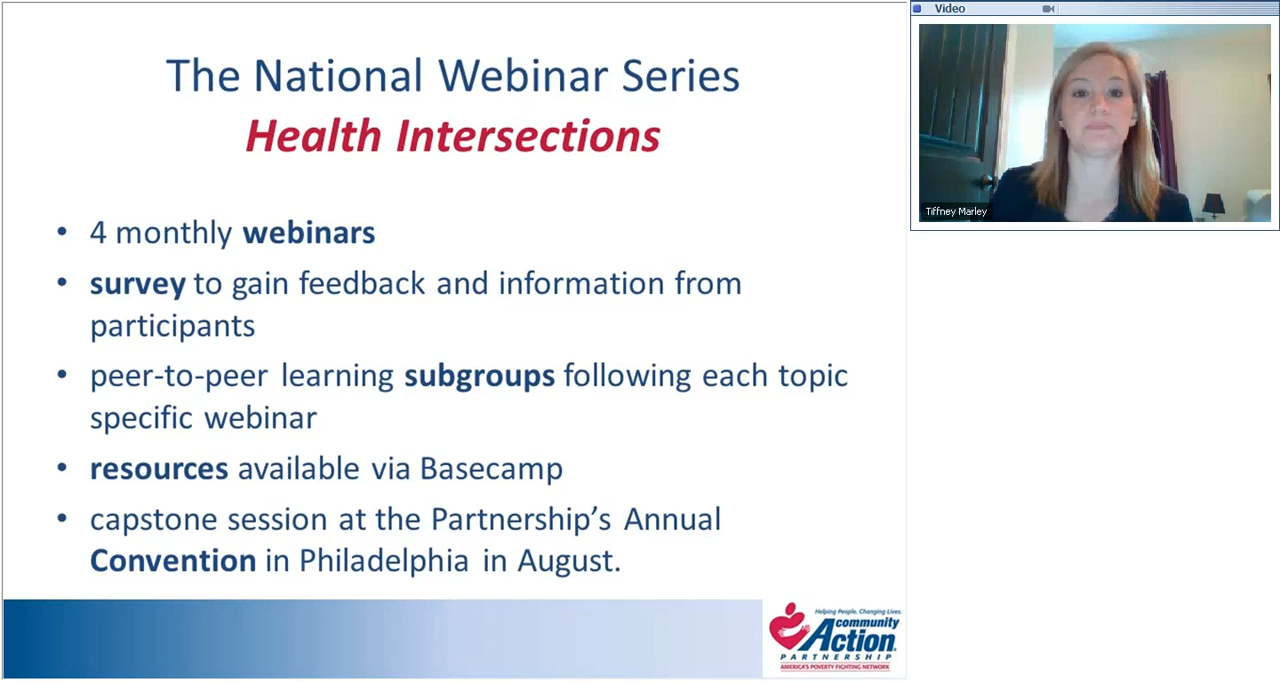 The National Webinar Series
Health Intersections
• 4 monthly webinars
• survey to gain feedback and information from
participants
• peer-to-peer learning subgroups following each topic
specific webinar
• resources available via Basecamp
• capstone session at the Partnership's Annual
Convention in Philadelphia in August.
Helping People. Changing Lives.
community
Action
PARTNERSHIP
AMERICA'S POVERTY FIGHTING NETWORK
Video
Tiffney Marley